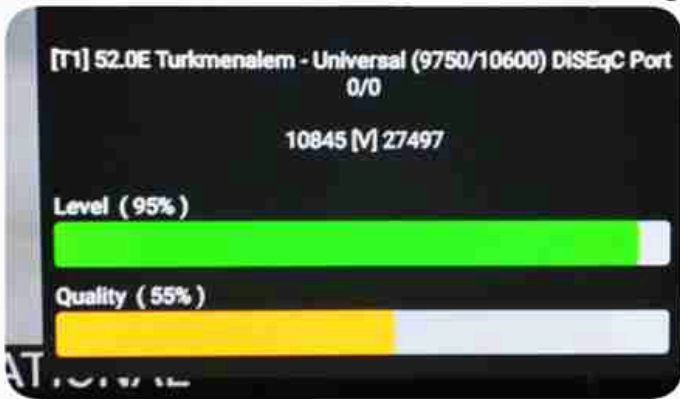 [T1] 52.0E Turkmenalem - Universal (9750/10600) DiSEqC Port
0/0
10845 [V] 27497
Level ( 95% )
Quality ( 55% )